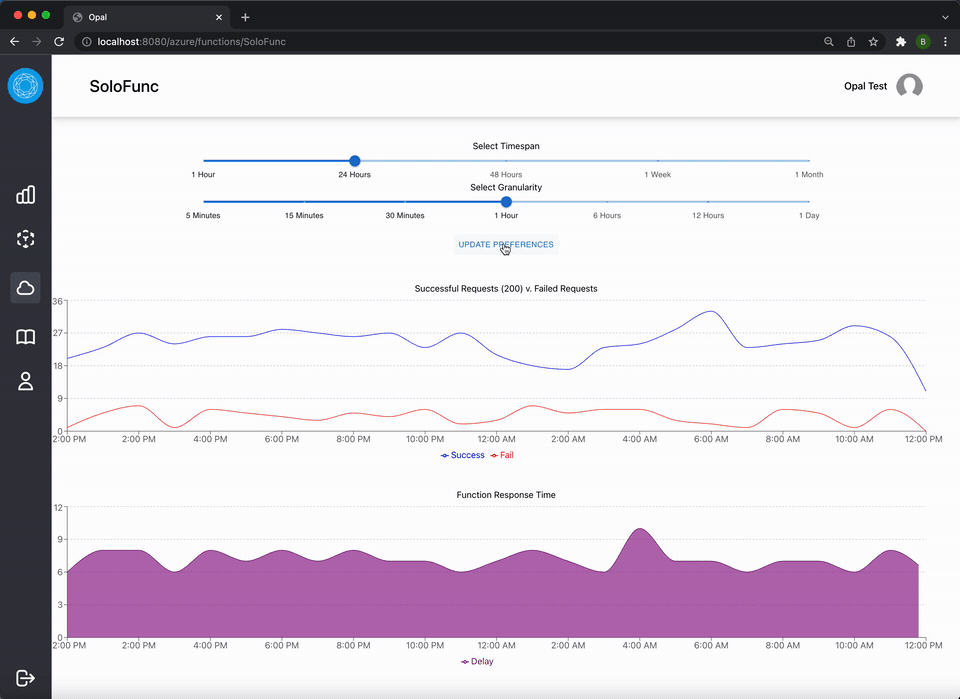 Opal
localhost:8080/azure/functions/SoloFunc
B
SoloFunc
Opal Test
Select Timespan
1 Hour 24 Hours 48 Hours 1 Week 1 Month
Select Granularity
5 Minutes 15 Minutes 30 Minutes 1 Hour 6 Hours 12 Hours 1 Day
UPDATE PREFERENCES
Successful Requests (200) v. Failed Requests
36
27
18
9
0
2:00 PM 2:00 PM 4:00 PM 6:00 PM 8:00 PM 10:00 PM 12:00 AM 2:00 AM 4:00 AM 6:00 AM 8:00 AM 10:00 AM 12:00 PM
Success Fail
Function Response Time
12
9
6
3
0
2:00 PM 2:00 PM 4:00 PM 6:00 PM 8:00 PM 10:00 PM 12:00 AM 2:00 AM 4:00 AM 6:00 AM 8:00 AM 10:00 AM 12:00 PM
Delay